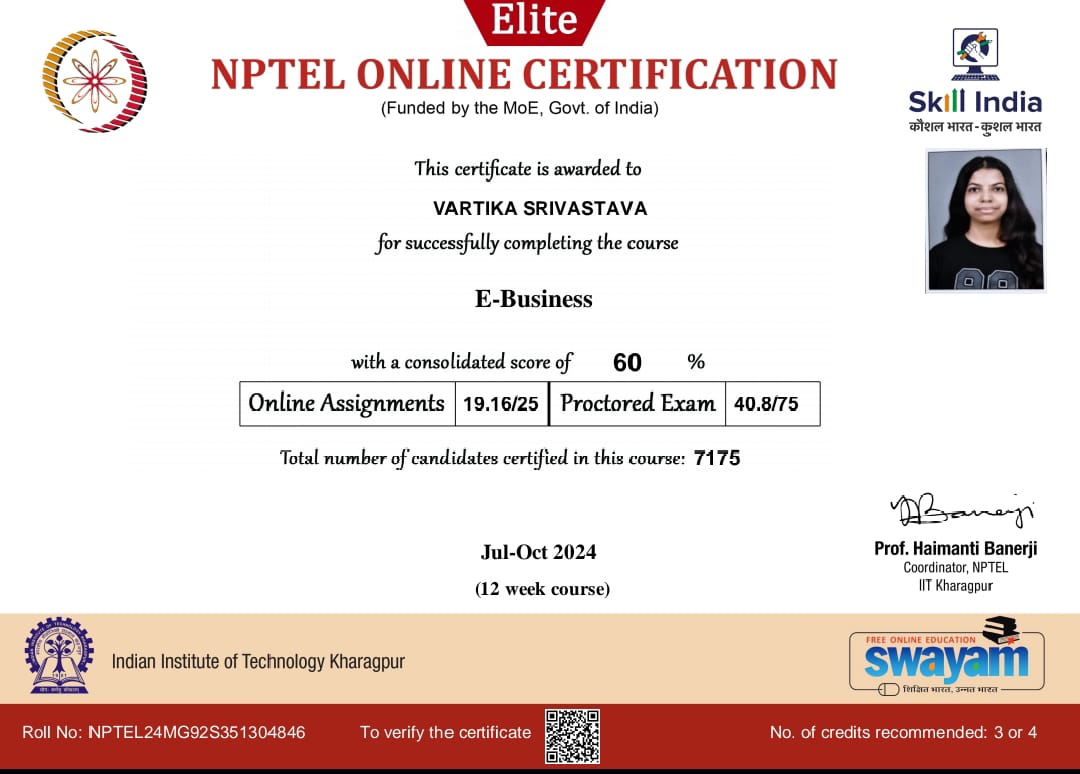 Elite
NPTEL ONLINE CERTIFICATION
(Funded by the MoE, Govt. of India)
Skill India
कौशल भारत - कुशल भारत
This certificate is awarded to
VARTIKA SRIVASTAVA
for successfully completing the course
E-Business
with a consolidated score of 60 %
Online Assignments 19.16/25 Proctored Exam 40.8/75
Total number of candidates certified in this course: 7175
Jul-Oct 2024
(12 week course)
Prof. Haimanti Banerji
Coordinator, NPTEL
IIT Kharagpur
Indian Institute of Technology Kharagpur
FREE ONLINE EDUCATION
swayam
शिक्षित भारत, उन्नत भारत
Roll No: NPTEL24MG92S351304846 To verify the certificate No. of credits recommended: 3 or 4